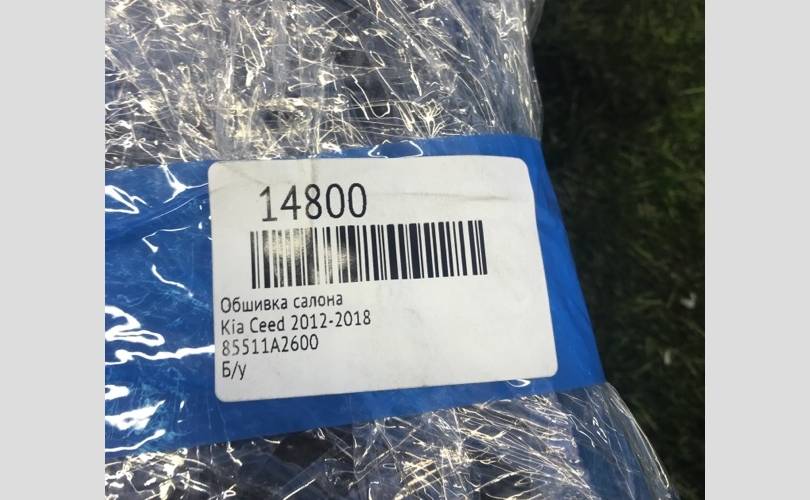 14800
Обшивка салона
Kia Ceed 2012-2018
85511A2600
Б/у